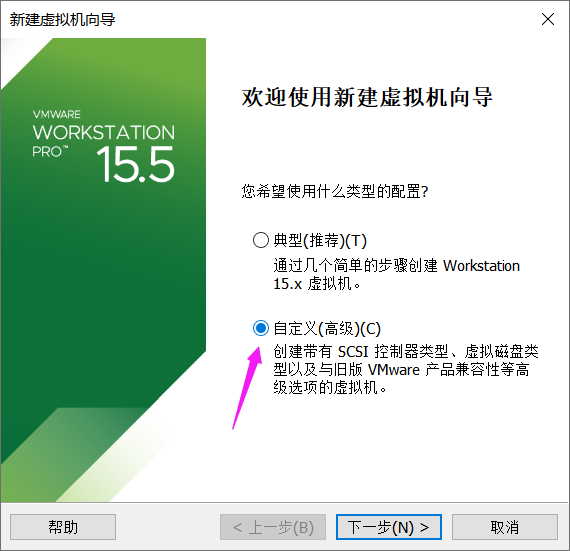 新建虚拟机向导
VMWARE
WORKSTATION
PRO™
15.5
欢迎使用新建虚拟机向导
您希望使用什么类型的配置?
典型(推荐)(T)
通过几个简单的步骤创建 Workstation
15.x 虚拟机。
自定义(高级)(C)
创建带有 SCSI 控制器类型、虚拟磁盘类
型以及与旧版 VMware 产品兼容性等高
级选项的虚拟机。
帮助
< 上一步(B)
下一步(N) >
取消